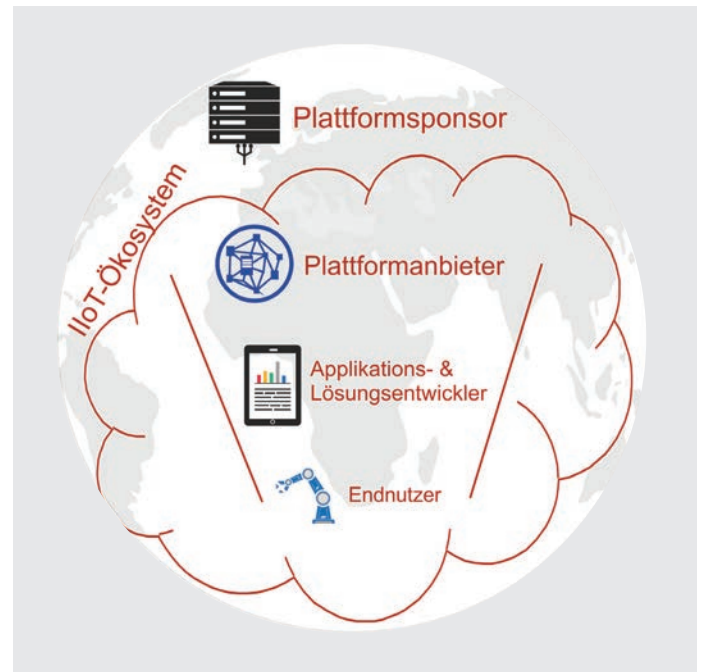 Plattformsponsor
IIoT-Ökosystem
Plattformanbieter
Applikations- &
Lösungsentwickler
Endnutzer